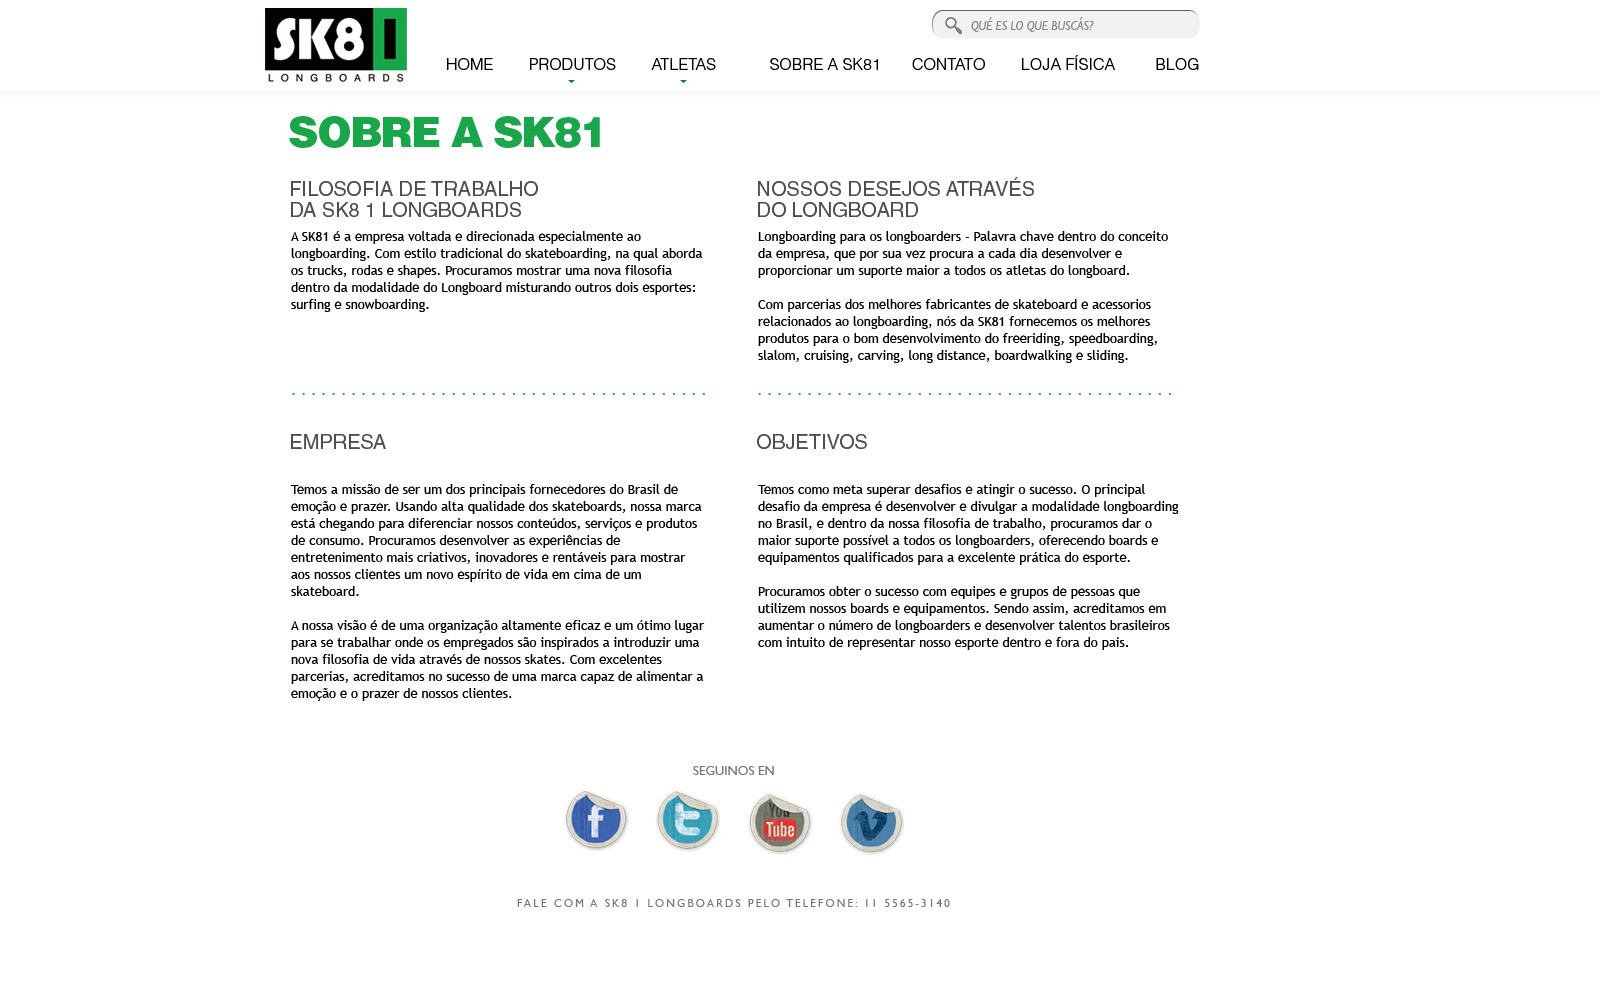 SK8 1
LONGBOARDS
QUÉ ES LO QUE BUSCÁS?
HOME PRODUTOS ATLETAS SOBRE A SK81 CONTATO LOJA FÍSICA BLOG
SOBRE A SK81
FILOSOFIA DE TRABALHO
DA SK8 1 LONGBOARDS
A SK81 é a empresa voltada e direcionada especialmente ao
longboarding. Com estilo tradicional do skateboarding, na qual aborda
os trucks, rodas e shapes. Procuramos mostrar uma nova filosofia
dentro da modalidade do Longboard misturando outros dois esportes:
surfing e snowboarding.
NOSSOS DESEJOS ATRAVÉS
DO LONGBOARD
Longboarding para os longboarders - Palavra chave dentro do conceito
da empresa, que por sua vez procura a cada dia desenvolver e
proporcionar um suporte maior a todos os atletas do longboard.
Com parcerias dos melhores fabricantes de skateboard e acessorios
relacionados ao longboarding, nós da SK81 fornecemos os melhores
produtos para o bom desenvolvimento do freeriding, speedboarding,
slalom, cruising, carving, long distance, boardwalking e sliding.
EMPRESA
Temos a missão de ser um dos principais fornecedores do Brasil de
emoção e prazer. Usando alta qualidade dos skateboards, nossa marca
está chegando para diferenciar nossos conteúdos, serviços e produtos
de consumo. Procuramos desenvolver as experiências de
entretenimento mais criativos, inovadores e rentáveis para mostrar
aos nossos clientes um novo espírito de vida em cima de um
skateboard.
A nossa visão é de uma organização altamente eficaz e um ótimo lugar
para se trabalhar onde os empregados são inspirados a introduzir uma
nova filosofia de vida através de nossos skates. Com excelentes
parcerias, acreditamos no sucesso de uma marca capaz de alimentar a
emoção e o prazer de nossos clientes.
OBJETIVOS
Temos como meta superar desafios e atingir o sucesso. O principal
desafio da empresa é desenvolver e divulgar a modalidade longboarding
no Brasil, e dentro da nossa filosofia de trabalho, procuramos dar o
maior suporte possível a todos os longboarders, oferecendo boards e
equipamentos qualificados para a excelente prática do esporte.
Procuramos obter o sucesso com equipes e grupos de pessoas que
utilizem nossos boards e equipamentos. Sendo assim, acreditamos em
aumentar o número de longboarders e desenvolver talentos brasileiros
com intuito de representar nosso esporte dentro e fora do pais.
SEGUINOS EN
f t You Tube v
FALE COM A SK8 1 LONGBOARDS PELO TELEFONE: 11 5565-3140